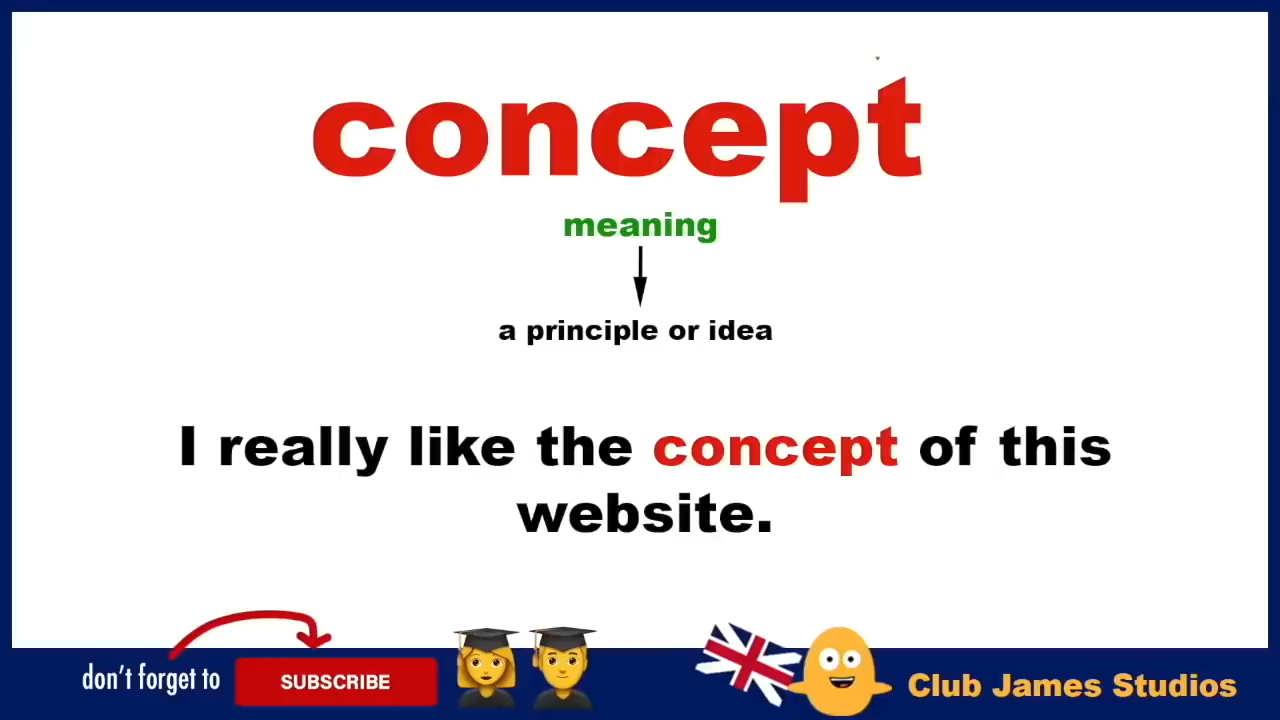 concept
meaning
a principle or idea
I really like the concept of this
website.
don't forget to
SUBSCRIBE
Club James Studios